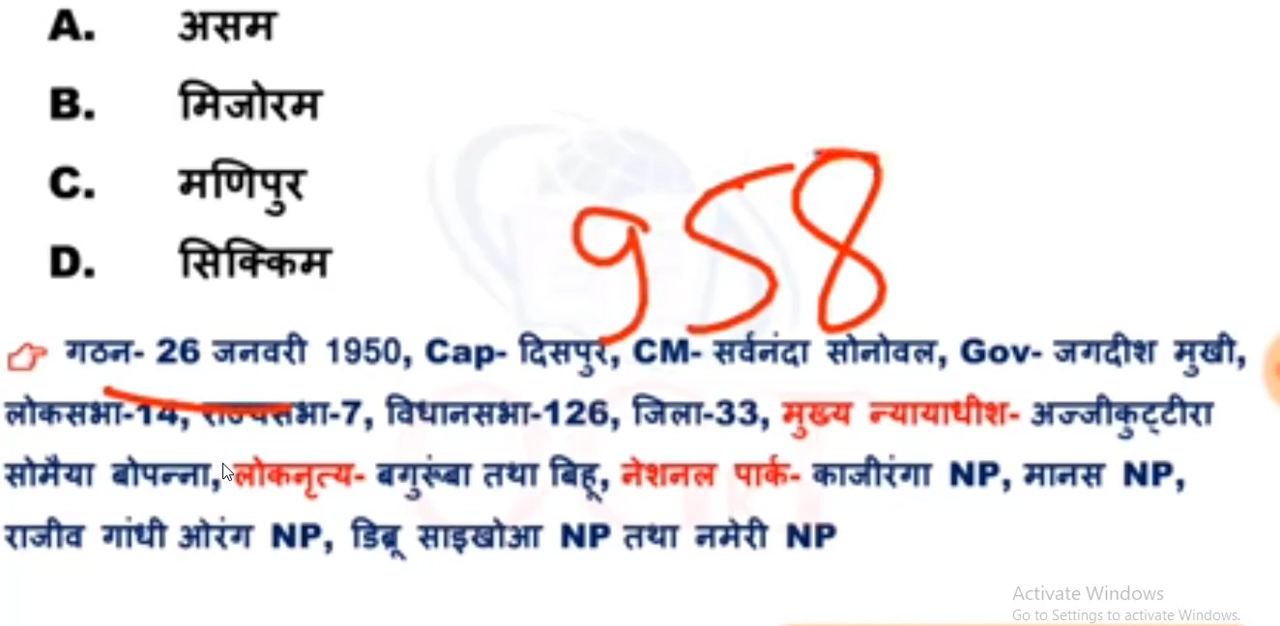 A. असम
B. मिजोरम
C. मणिपुर
D. सिक्किम
958
गठन- 26 जनवरी 1950, Cap- दिसपुर, CM- सर्वनंदा सोनोवल, Gov- जगदीश मुखी,
लोकसभा-14, राज्यसभा-7, विधानसभा-126, जिला-33, मुख्य न्यायाधीश- अज्जीकुट्टीरा
सोमैया बोपन्ना, लोकनृत्य- बगुरूंबा तथा बिहू, नेशनल पार्क- काजीरंगा NP, मानस NP,
राजीव गांधी ओरंग NP, डिब्रू साइखोआ NP तथा नमेरी NP
Activate Windows
Go to Settings to activate Windows.